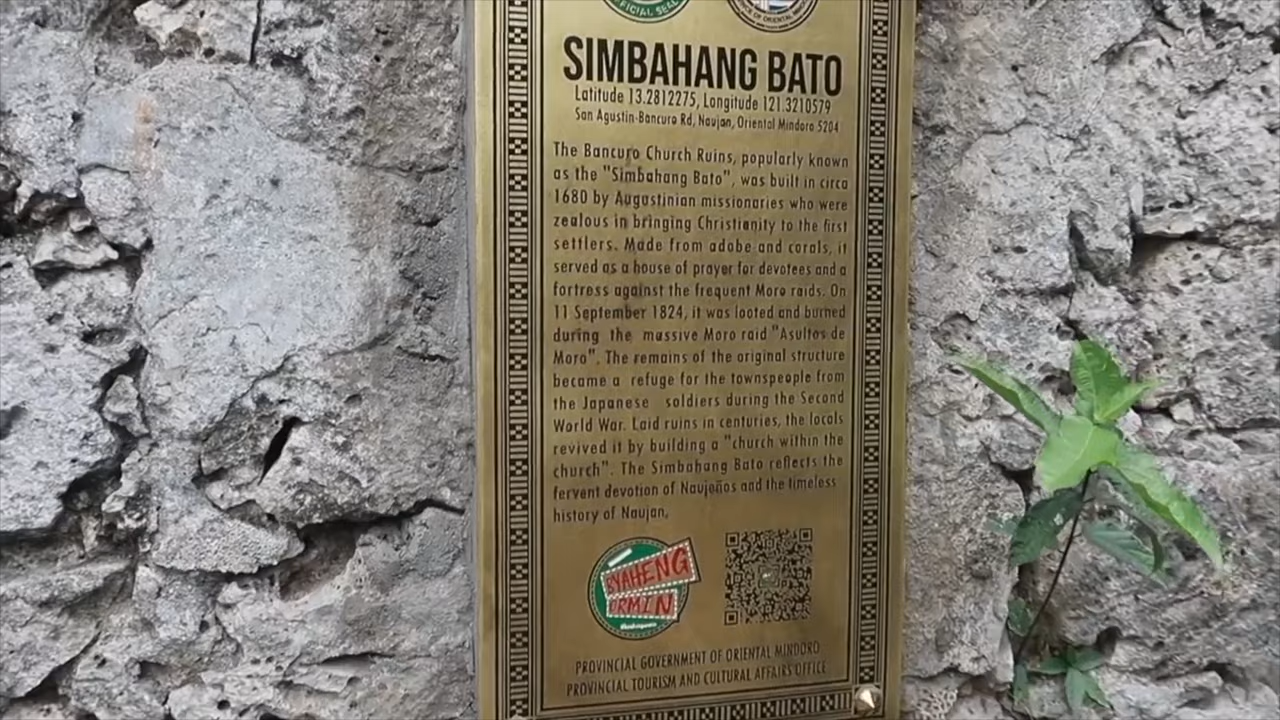 OFFICIAL SEAL
SIMBAHANG BATO
Latitude 13.2812275, Longitude 121.3210579
San Agustin-Bancuro Rd, Naujan, Oriental Mindoro 5204
The Bancuro Church Ruins, popularly known
as the "Simbahang Bato", was built in circa
1680 by Augustinian missionaries who were
zealous in bringing Christianity to the first
settlers. Made from adobe and corals, it
served as a house of prayer for devotees and a
fortress against the frequent Moro raids. On
11 September 1824, it was looted and burned
during the massive Moro raid "Asultos de
Moro". The remains of the original structure
became a refuge for the townspeople from
the Japanese soldiers during the Second
World War. Laid ruins in centuries, the locals
revived it by building a "church within the
church". The Simbahang Bato reflects the
fervent devotion of Naujeños and the timeless
history of Naujan.
BYAHENG
ORMIN
PROVINCIAL GOVERNMENT OF ORIENTAL MINDORO
PROVINCIAL TOURISM AND CULTURAL AFFAIRS OFFICE